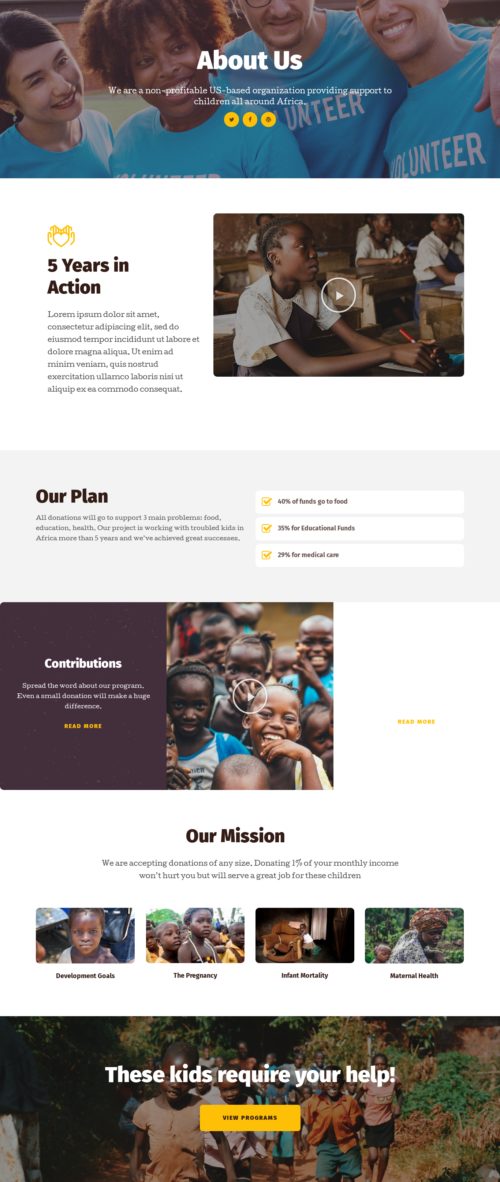 About Us
We are a non-profitable US-based organization providing support to
children all around Africa.
VOLUNTEER
VOLUNTEER
5 Years in
Action
Lorem ipsum dolor sit amet,
consectetur adipiscing elit, sed do
eiusmod tempor incididunt ut labore et
dolore magna aliqua. Ut enim ad
minim veniam, quis nostrud
exercitation ullamco laboris nisi ut
aliquip ex ea commodo consequat.
Our Plan
All donations will go to support 3 main problems: food,
education, health. Our project is working with troubled kids in
Africa more than 5 years and we've achieved great successes.
40% of funds go to food
35% for Educational Funds
29% for medical care
Contributions
Spread the word about our program.
Even a small donation will make a huge
difference.
READ MORE
READ MORE
Our Mission
We are accepting donations of any size. Donating 1% of your monthly income
won't hurt you but will serve a great job for these children
Development Goals
The Pregnancy
Infant Mortality
Maternal Health
These kids require your help!
VIEW PROGRAMS